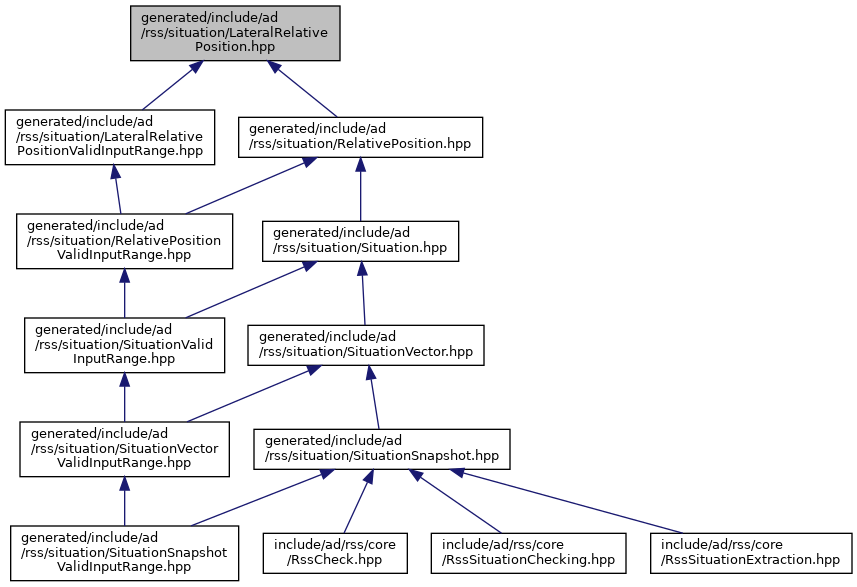 generated/include/ad
/rss/situation/LateralRelative
Position.hpp
generated/include/ad
/rss/situation/LateralRelative
PositionValidInputRange.hpp
generated/include/ad
/rss/situation/RelativePosition.hpp
generated/include/ad
/rss/situation/RelativePosition
ValidInputRange.hpp
generated/include/ad
/rss/situation/Situation.hpp
generated/include/ad
/rss/situation/SituationValid
InputRange.hpp
generated/include/ad
/rss/situation/SituationVector.hpp
generated/include/ad
/rss/situation/SituationVector
ValidInputRange.hpp
generated/include/ad
/rss/situation/SituationSnapshot.hpp
generated/include/ad
/rss/situation/SituationSnapshot
ValidInputRange.hpp
include/ad/rss/core
/RssCheck.hpp
include/ad/rss/core
/RssSituationChecking.hpp
include/ad/rss/core
/RssSituationExtraction.hpp